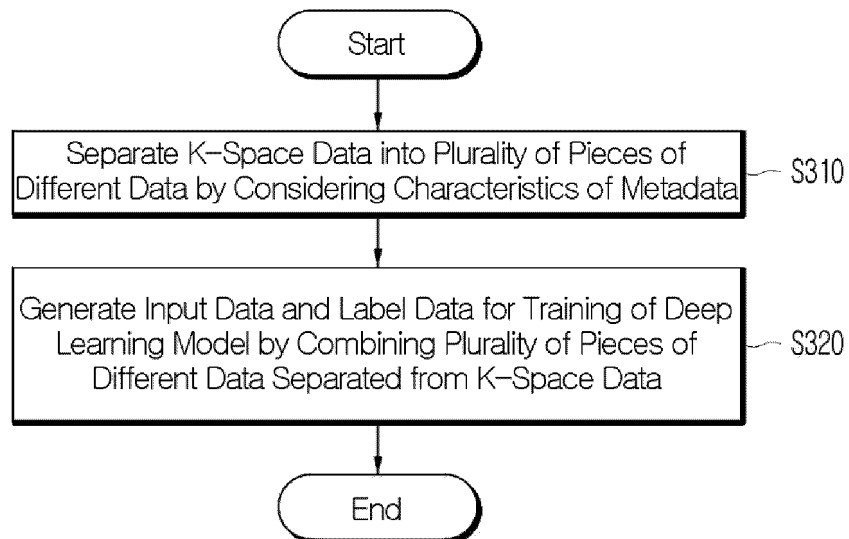 Start
Separate K-Space Data into Plurality of Pieces of
Different Data by Considering Characteristics of Metadada
S310
Generate Input Data and Label Data for Training of Deep
Learning Model by Combining Plurality of Pieces of
Different Data Separated from K-Space Data
S320
End